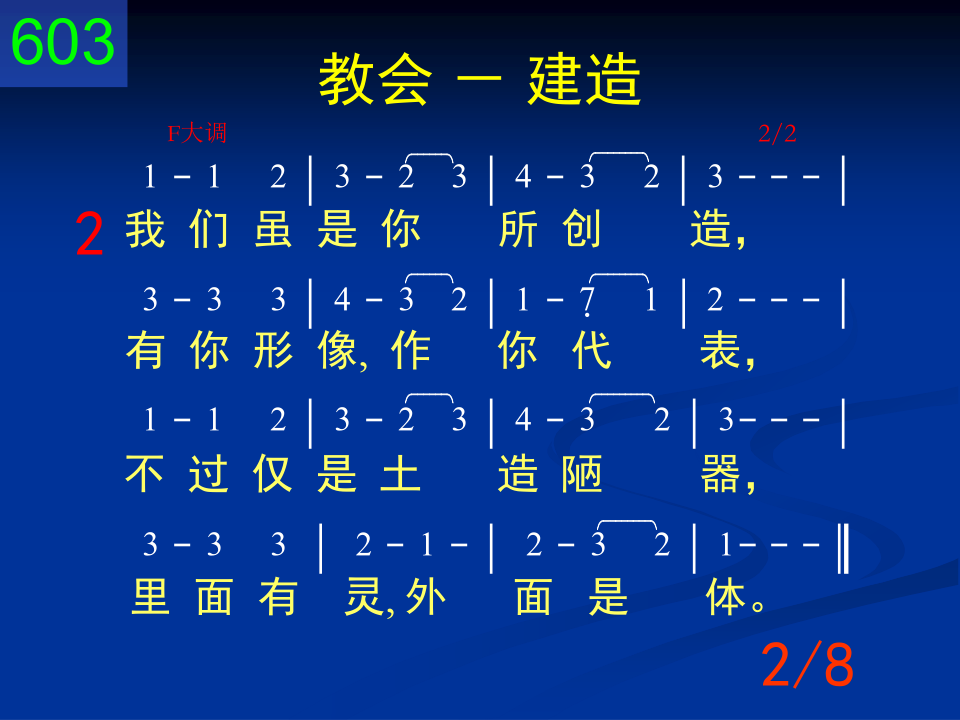 603
教会 － 建造
F大调 2/2
1 - 1 2 | 3 - 2 3 | 4 - 3 2 | 3 - - - |
2 我们虽是你 所创 造，
3 - 3 3 | 4 - 3 2 | 1 - 7̣ 1 | 2 - - - |
有你形像, 作 你代 表，
1 - 1 2 | 3 - 2 3 | 4 - 3 2 | 3 - - - |
不过仅是土 造陋 器，
3 - 3 3 | 2 - 1 - | 2 - 3 2 | 1 - - - ‖
里面有 灵, 外 面是 体。
2/8